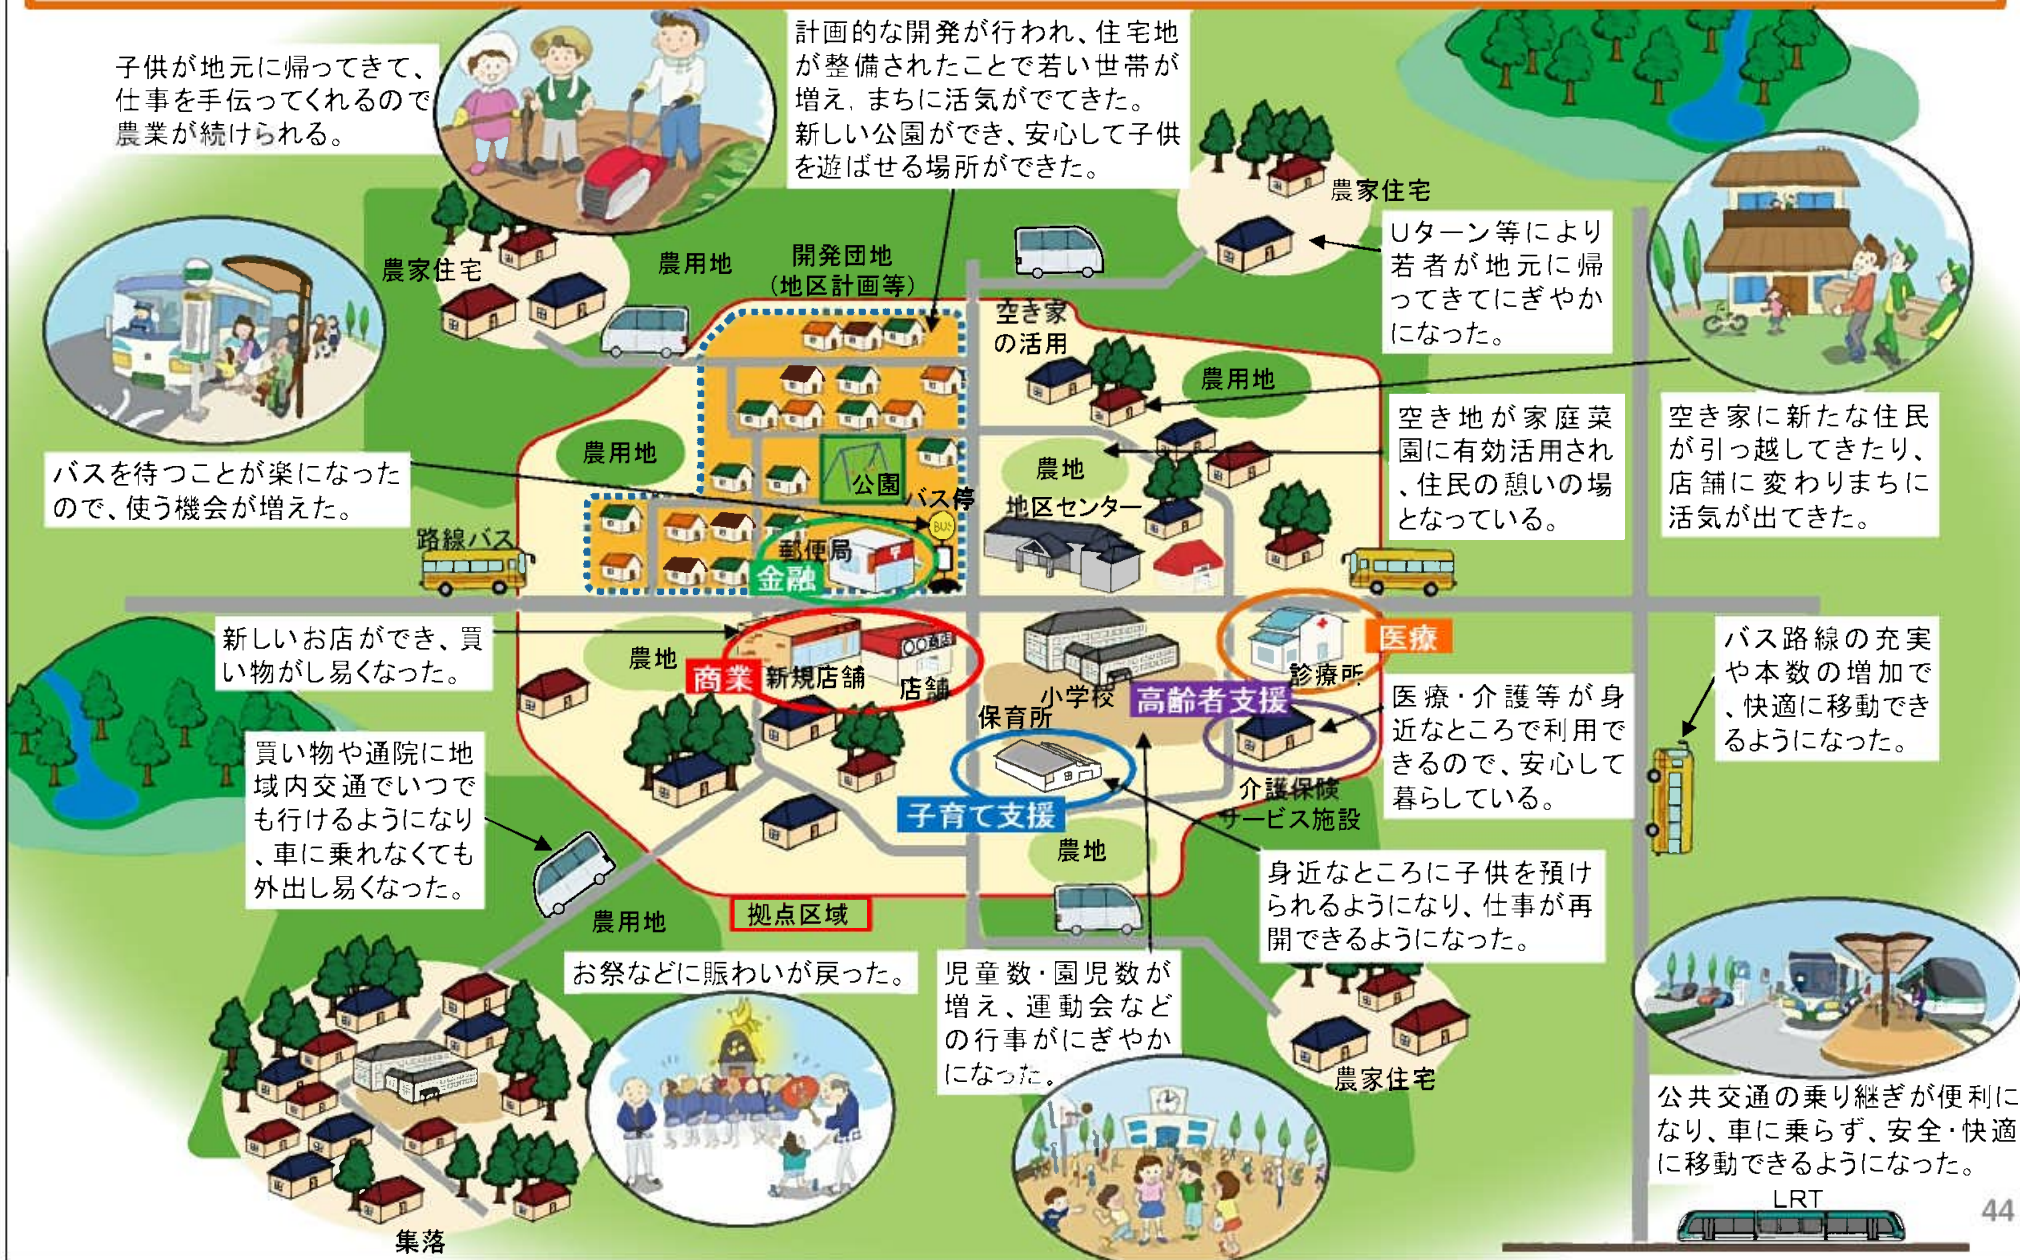 子供が地元に帰ってきて、
仕事を手伝ってくれるので
農業が続けられる。
計画的な開発が行われ、住宅地
が整備されたことで若い世帯が
増え、まちに活気がでてきた。
新しい公園ができ、安心して子供
を遊ばせる場所ができた。
農家住宅
Uターン等により
若者が地元に帰
ってきてにぎやか
になった。
農家住宅
農用地
開発団地
(地区計画等)
空き家
の活用
農用地
空き地が家庭菜
園に有効活用され
、住民の憩いの場
となっている。
空き家に新たな住民
が引っ越してきたり、
店舗に変わりまちに
活気が出てきた。
バスを待つことが楽になった
ので、使う機会が増えた。
農用地
公園
バス停
BUS
農地
地区センター
路線バス
郵便局
金融
新しいお店ができ、買
い物がし易くなった。
農地
商業
新規店舗
〇〇商店
店舗
小学校
医療
診療所
高齢者支援
保育所
子育て支援
介護保険
サービス施設
医療・介護等が身
近なところで利用で
きるので、安心して
暮らしている。
バス路線の充実
や本数の増加で
、快適に移動でき
るようになった。
買い物や通院に地
域内交通でいつで
も行けるようになり
、車に乗れなくても
外出し易くなった。
農地
農用地
拠点区域
身近なところに子供を預け
られるようになり、仕事が再
開できるようになった。
お祭などに賑わいが戻った。
児童数・園児数が
増え、運動会など
の行事がにぎやか
になった。
農家住宅
集落
公共交通の乗り継ぎが便利に
なり、車に乗らず、安全・快適
に移動できるようになった。
LRT
44